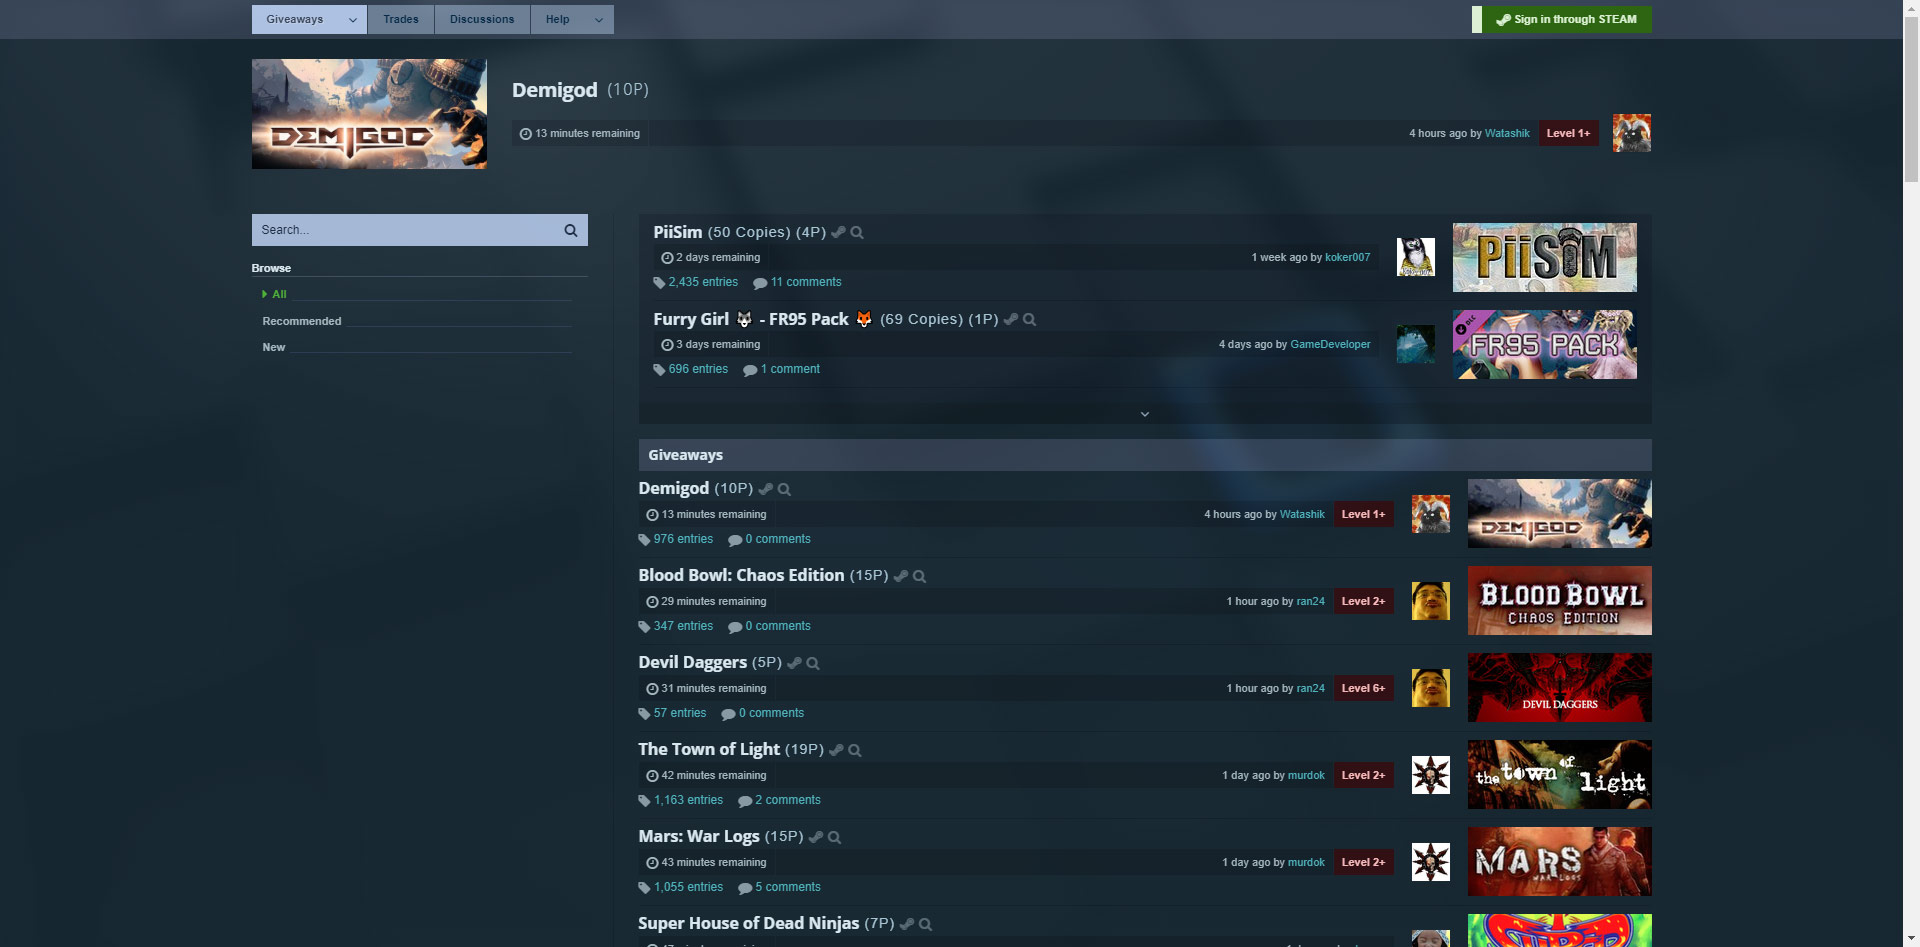 Giveaways
Trades
Discussions
Help
Sign in through STEAM
DEMIGOD
Demigod (10P)
13 minutes remaining
4 hours ago by Watashik
Level 1+
Search...
Browse
All
Recommended
New
PiiSim (50 Copies) (4P)
2 days remaining
1 week ago by koker007
2,435 entries
11 comments
PiiSiM
Furry Girl 🐺 - FR95 Pack 🦊 (69 Copies) (1P)
3 days remaining
4 days ago by GameDeveloper
696 entries
1 comment
DLC
FR95 PACK
Giveaways
Demigod (10P)
13 minutes remaining
4 hours ago by Watashik
Level 1+
976 entries
0 comments
DEMIGOD
Blood Bowl: Chaos Edition (15P)
29 minutes remaining
1 hour ago by ran24
Level 2+
347 entries
0 comments
BLOOD BOWL
CHAOS EDITION
Devil Daggers (5P)
31 minutes remaining
1 hour ago by ran24
Level 6+
57 entries
0 comments
DEVIL DAGGERS
The Town of Light (19P)
42 minutes remaining
1 day ago by murdok
Level 2+
1,163 entries
2 comments
the town of light
Mars: War Logs (15P)
43 minutes remaining
1 day ago by murdok
Level 2+
1,055 entries
5 comments
MARS
WAR LOGS
Super House of Dead Ninjas (7P)